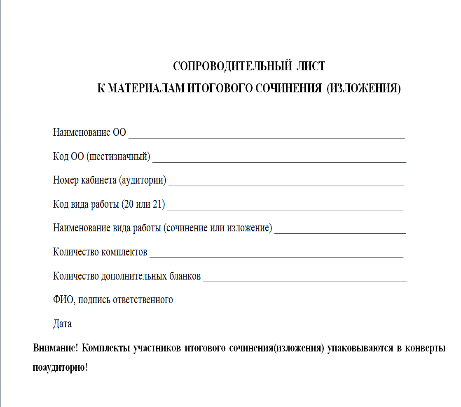 СОПРОВОДИТЕЛЬНЫЙ ЛИСТ
К МАТЕРИАЛАМ ИТОГОВОГО СОЧИНЕНИЯ (ИЗЛОЖЕНИЯ)
Наименование ОО
Код ОО (шестизначный)
Номер кабинета (аудитории)
Код вида работы (20 или 21)
Наименование вида работы (сочинение или изложение)
Количество комплектов
Количество дополнительных бланков
ФИО, подпись ответственного
Дата
Внимание! Комплекты участников итогового сочинения(изложения) упаковываются в конверты
поаудиторно!